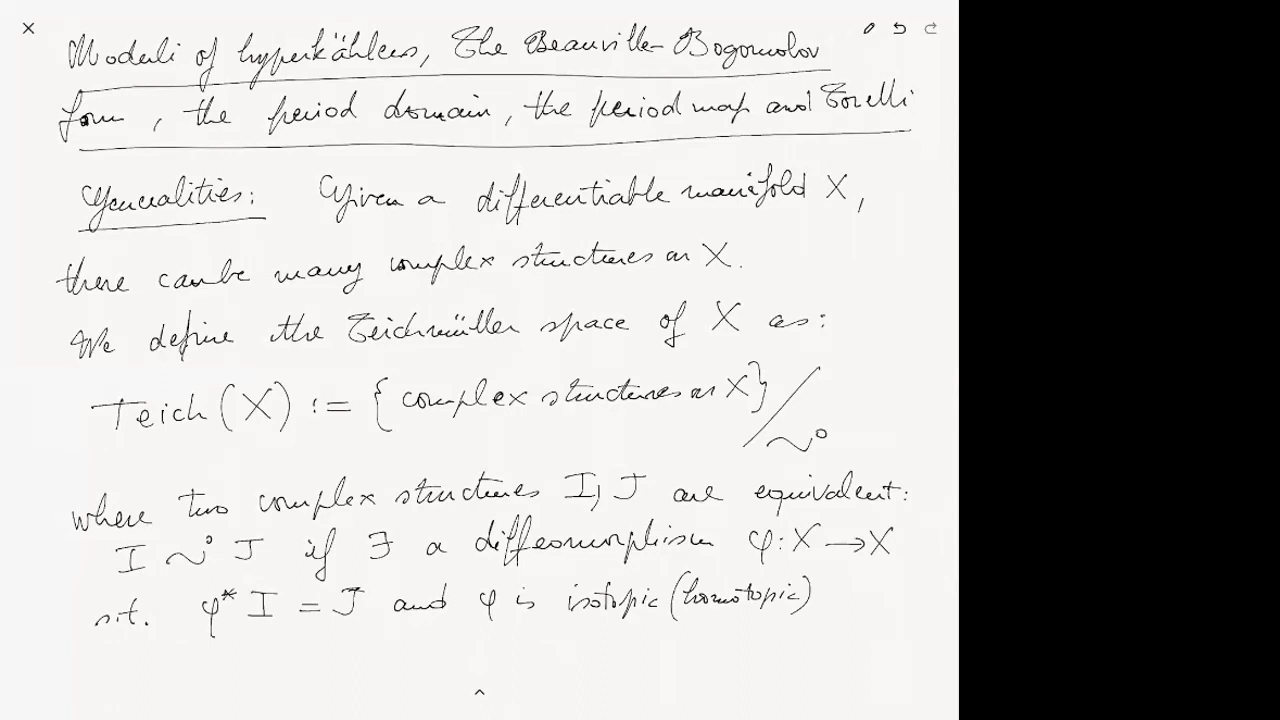 Moduli of hyperkählers, The Beauville-Bogomolov
form, the period domain, the period map and Torelli
Generalities: Given a differentiable manifold X,
there can be many complex structures on X.
We define the Teichmüller space of X as:
Teich(X) := {complex structures on X}/~⁰
where two complex structures I, J are equivalent:
I ~⁰ J if ∃ a diffeomorphism φ: X → X
s.t. φ* I = J and φ is isotopic (homotopic)